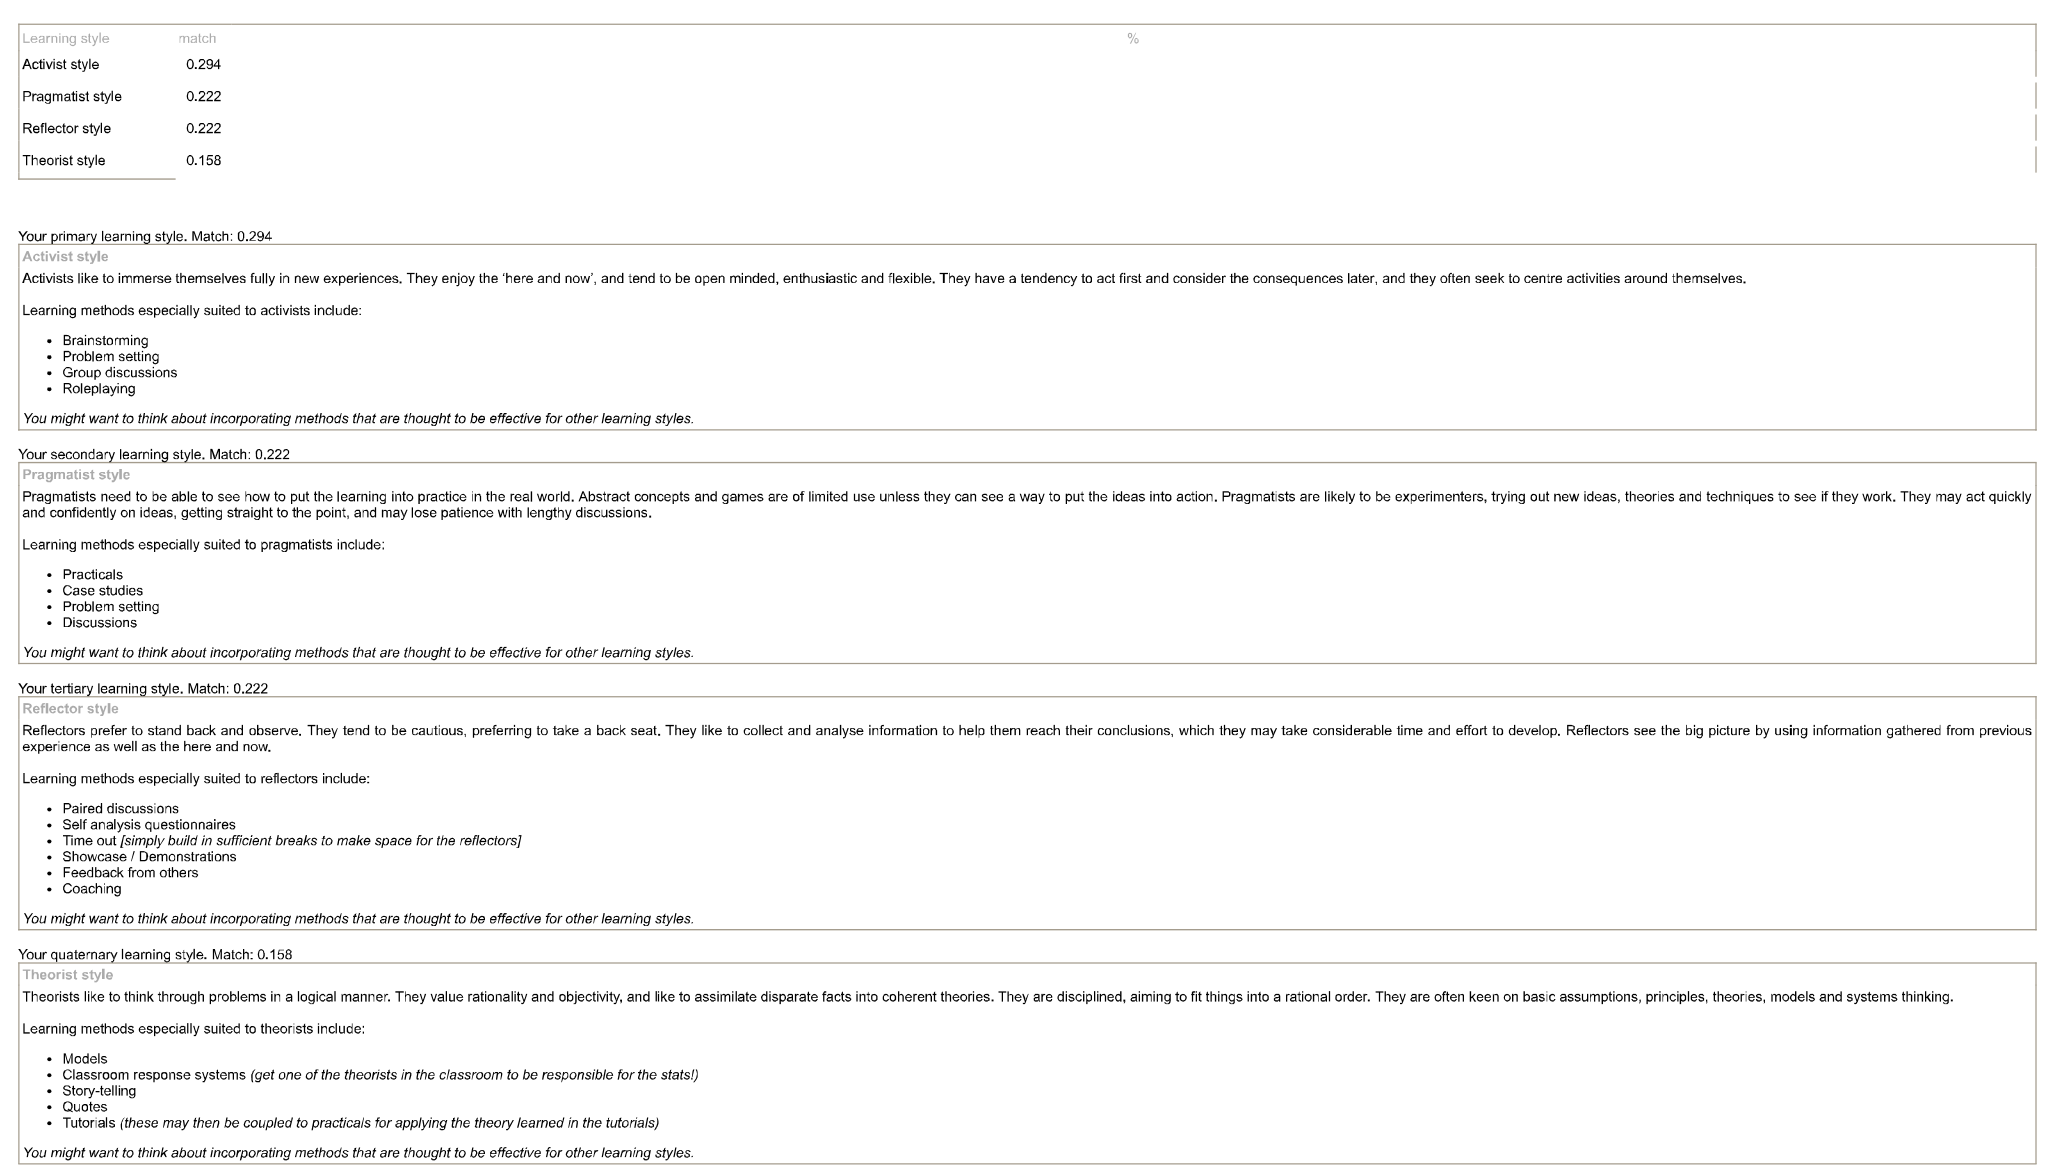 Learning style match %
Activist style 0.294
Pragmatist style 0.222
Reflector style 0.222
Theorist style 0.158
Your primary learning style. Match: 0.294
Activist style
Activists like to immerse themselves fully in new experiences. They enjoy the ‘here and now’, and tend to be open minded, enthusiastic and flexible. They have a tendency to act first and consider the consequences later, and they often seek to centre activities around themselves.
Learning methods especially suited to activists include:
• Brainstorming
• Problem setting
• Group discussions
• Roleplaying
You might want to think about incorporating methods that are thought to be effective for other learning styles.
Your secondary learning style. Match: 0.222
Pragmatist style
Pragmatists need to be able to see how to put the learning into practice in the real world. Abstract concepts and games are of limited use unless they can see a way to put the ideas into action. Pragmatists are likely to be experimenters, trying out new ideas, theories and techniques to see if they work. They may act quickly
and confidently on ideas, getting straight to the point, and may lose patience with lengthy discussions.
Learning methods especially suited to pragmatists include:
• Practicals
• Case studies
• Problem setting
• Discussions
You might want to think about incorporating methods that are thought to be effective for other learning styles.
Your tertiary learning style. Match: 0.222
Reflector style
Reflectors prefer to stand back and observe. They tend to be cautious, preferring to take a back seat. They like to collect and analyse information to help them reach their conclusions, which they may take considerable time and effort to develop. Reflectors see the big picture by using information gathered from previous
experience as well as the here and now.
Learning methods especially suited to reflectors include:
• Paired discussions
• Self analysis questionnaires
• Time out [simply build in sufficient breaks to make space for the reflectors]
• Showcase / Demonstrations
• Feedback from others
• Coaching
You might want to think about incorporating methods that are thought to be effective for other learning styles.
Your quaternary learning style. Match: 0.158
Theorist style
Theorists like to think through problems in a logical manner. They value rationality and objectivity, and like to assimilate disparate facts into coherent theories. They are disciplined, aiming to fit things into a rational order. They are often keen on basic assumptions, principles, theories, models and systems thinking.
Learning methods especially suited to theorists include:
• Models
• Classroom response systems (get one of the theorists in the classroom to be responsible for the stats!)
• Story-telling
• Quotes
• Tutorials (these may then be coupled to practicals for applying the theory learned in the tutorials)
You might want to think about incorporating methods that are thought to be effective for other learning styles.